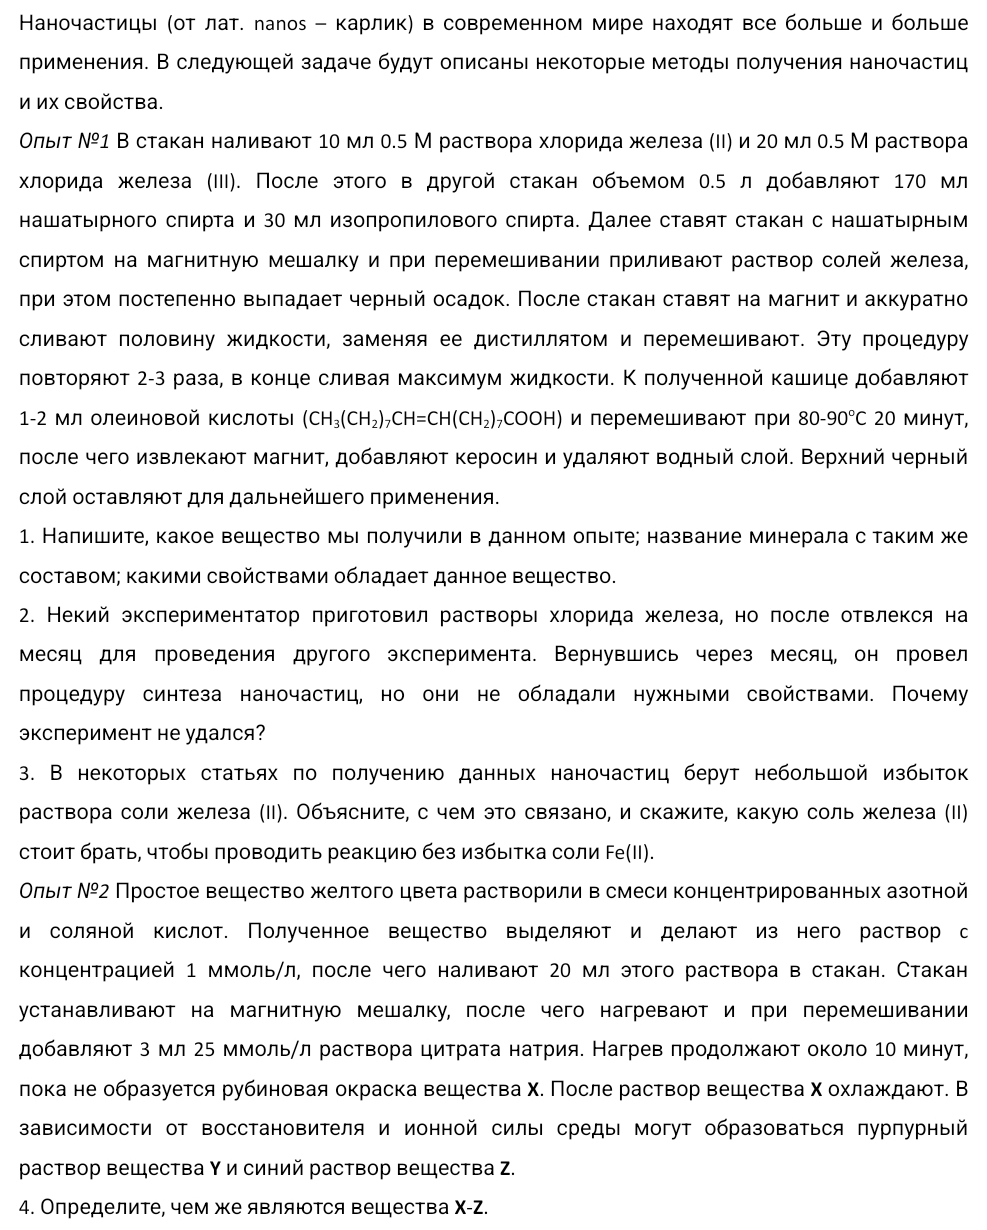 Наночастицы (от лат. nanos – карлик) в современном мире находят все больше и больше
применения. В следующей задаче будут описаны некоторые методы получения наночастиц
и их свойства.
Опыт №1 В стакан наливают 10 мл 0.5 М раствора хлорида железа (II) и 20 мл 0.5 М раствора
хлорида железа (III). После этого в другой стакан объемом 0.5 л добавляют 170 мл
нашатырного спирта и 30 мл изопропилового спирта. Далее ставят стакан с нашатырным
спиртом на магнитную мешалку и при перемешивании приливают раствор солей железа,
при этом постепенно выпадает черный осадок. После стакан ставят на магнит и аккуратно
сливают половину жидкости, заменяя ее дистиллятом и перемешивают. Эту процедуру
повторяют 2-3 раза, в конце сливая максимум жидкости. К полученной кашице добавляют
1-2 мл олеиновой кислоты (CH₃(CH₂)₇CH=CH(CH₂)₇COOH) и перемешивают при 80-90°C 20 минут,
после чего извлекают магнит, добавляют керосин и удаляют водный слой. Верхний черный
слой оставляют для дальнейшего применения.
1. Напишите, какое вещество мы получили в данном опыте; название минерала с таким же
составом; какими свойствами обладает данное вещество.
2. Некий экспериментатор приготовил растворы хлорида железа, но после отвлекся на
месяц для проведения другого эксперимента. Вернувшись через месяц, он провел
процедуру синтеза наночастиц, но они не обладали нужными свойствами. Почему
эксперимент не удался?
3. В некоторых статьях по получению данных наночастиц берут небольшой избыток
раствора соли железа (II). Объясните, с чем это связано, и скажите, какую соль железа (II)
стоит брать, чтобы проводить реакцию без избытка соли Fe(II).
Опыт №2 Простое вещество желтого цвета растворили в смеси концентрированных азотной
и соляной кислот. Полученное вещество выделяют и делают из него раствор с
концентрацией 1 ммоль/л, после чего наливают 20 мл этого раствора в стакан. Стакан
устанавливают на магнитную мешалку, после чего нагревают и при перемешивании
добавляют 3 мл 25 ммоль/л раствора цитрата натрия. Нагрев продолжают около 10 минут,
пока не образуется рубиновая окраска вещества X. После раствор вещества X охлаждают. В
зависимости от восстановителя и ионной силы среды могут образоваться пурпурный
раствор вещества Y и синий раствор вещества Z.
4. Определите, чем же являются вещества X-Z.